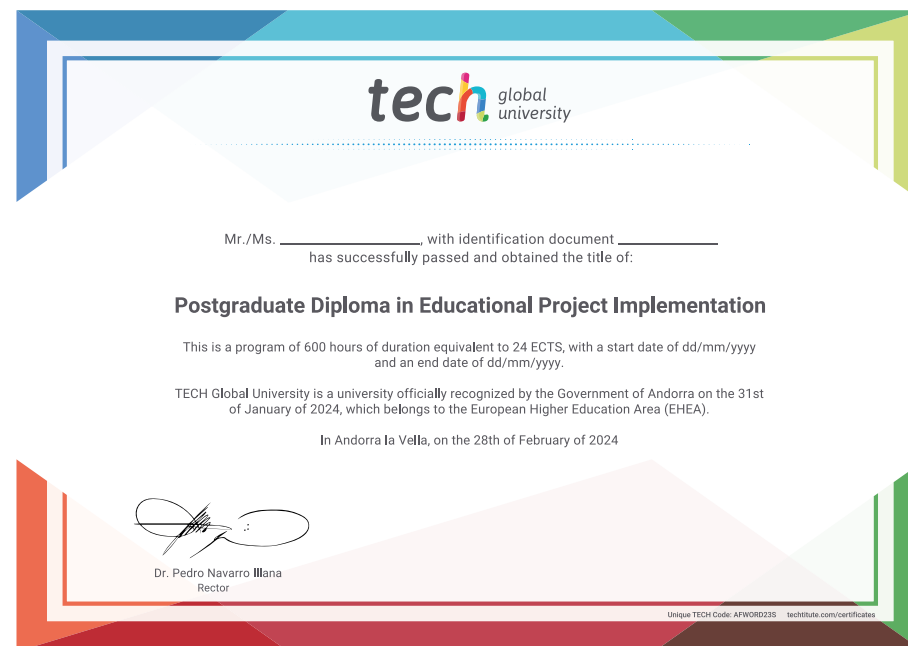 tech global university
Mr./Ms. ____________________, with identification document ______________
has successfully passed and obtained the title of:
Postgraduate Diploma in Educational Project Implementation
This is a program of 600 hours of duration equivalent to 24 ECTS, with a start date of dd/mm/yyyy
and an end date of dd/mm/yyyy.
TECH Global University is a university officially recognized by the Government of Andorra on the 31st
of January of 2024, which belongs to the European Higher Education Area (EHEA).
In Andorra la Vella, on the 28th of February of 2024
Dr. Pedro Navarro Illana
Rector
Unique TECH Code: AFWORD23S techtitute.com/certificates